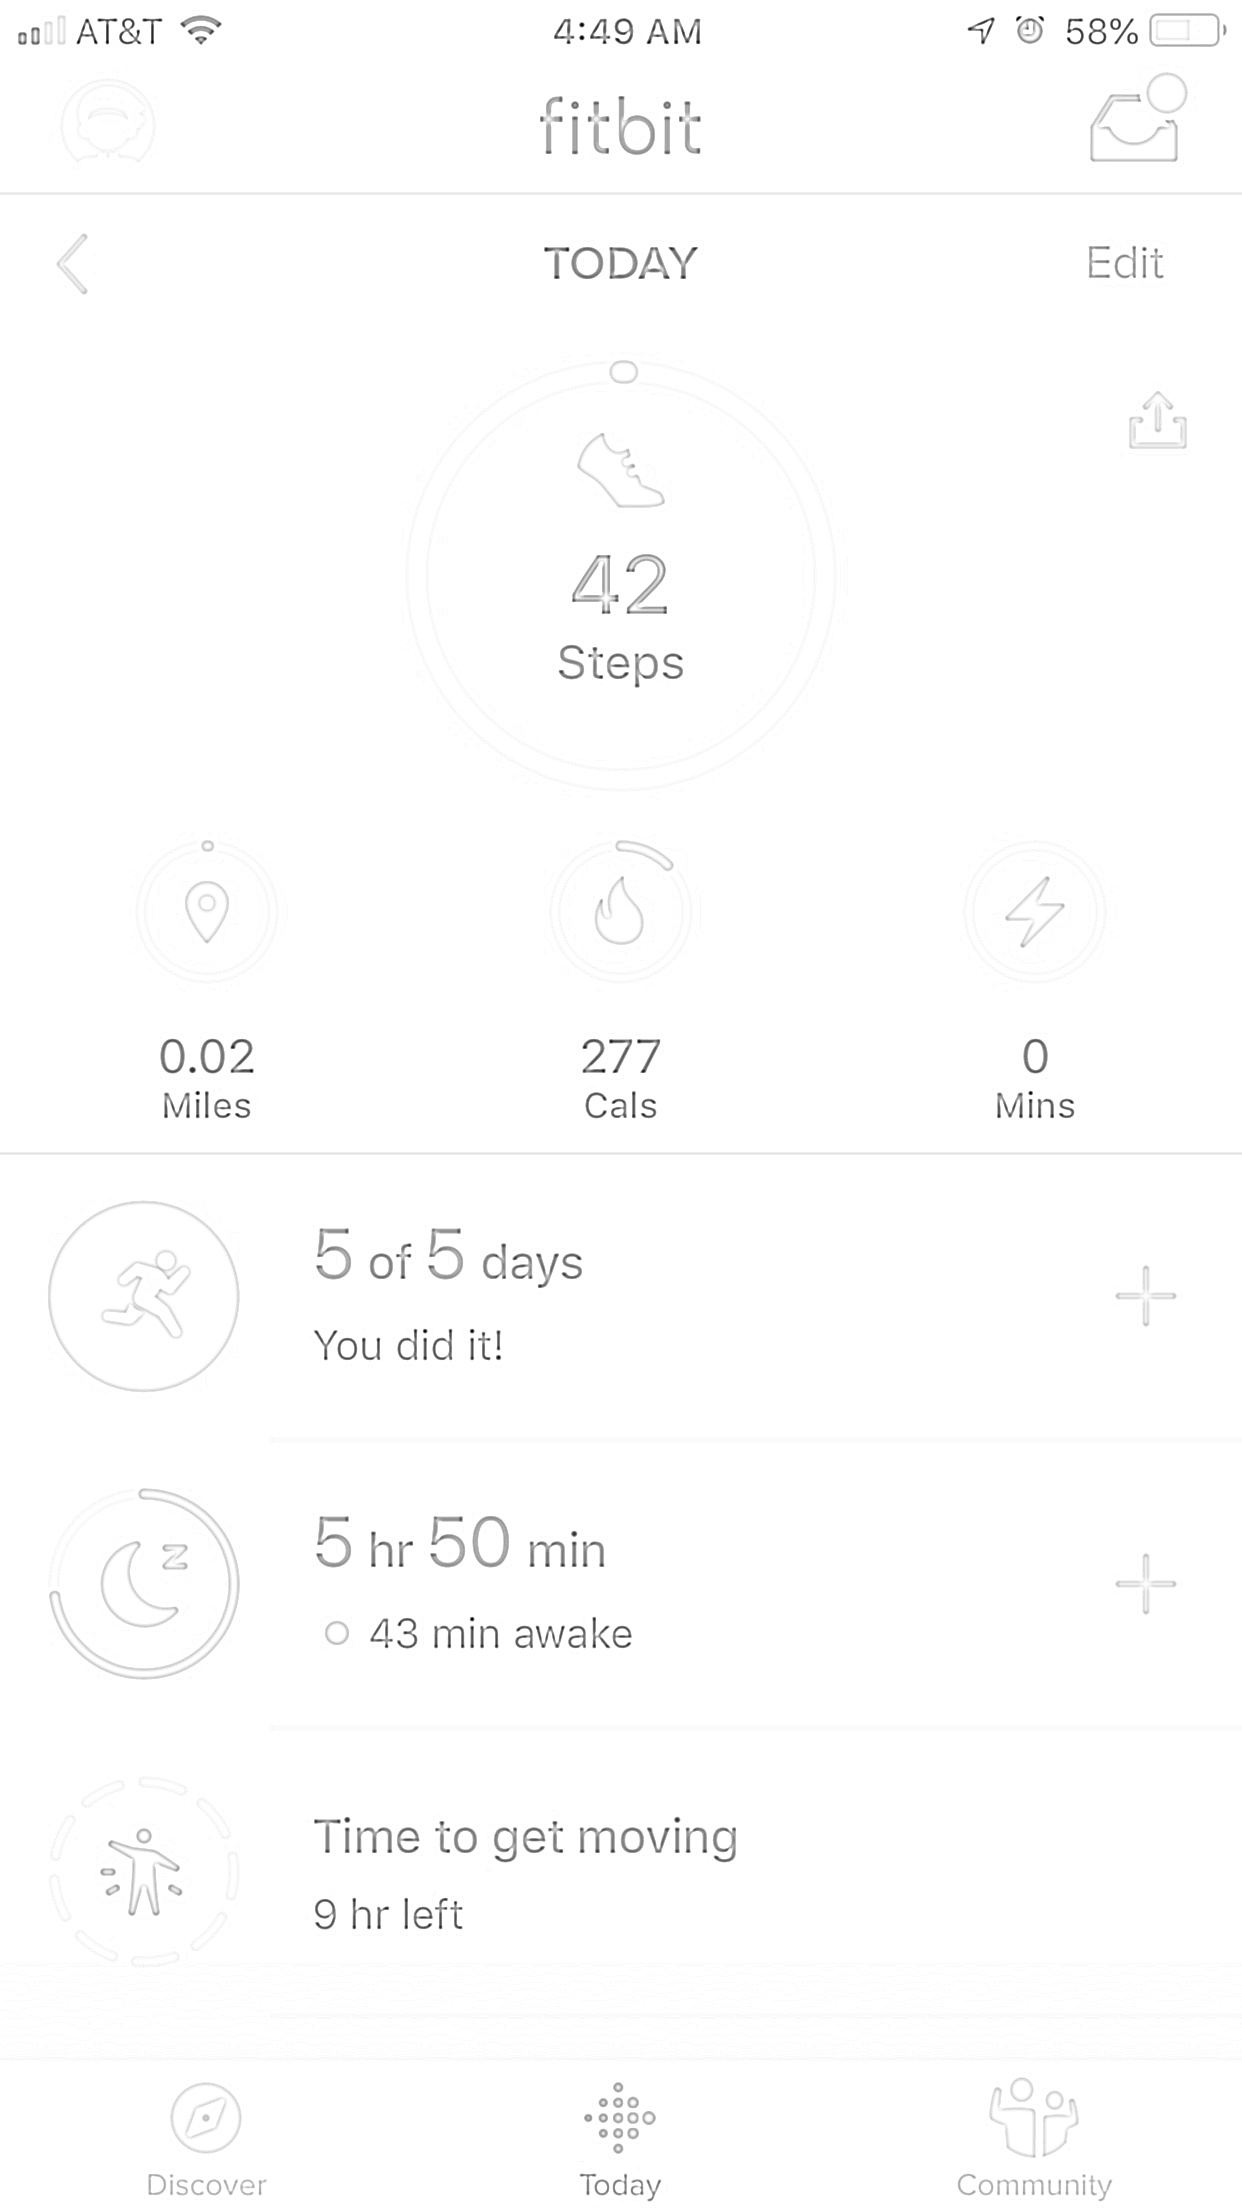 AT&T 4:49 AM 58%
fitbit
TODAY Edit
42
Steps
0.02 277 0
Miles Cals Mins
5 of 5 days
You did it!
5 hr 50 min
43 min awake
Time to get moving
9 hr left
Discover Today Community